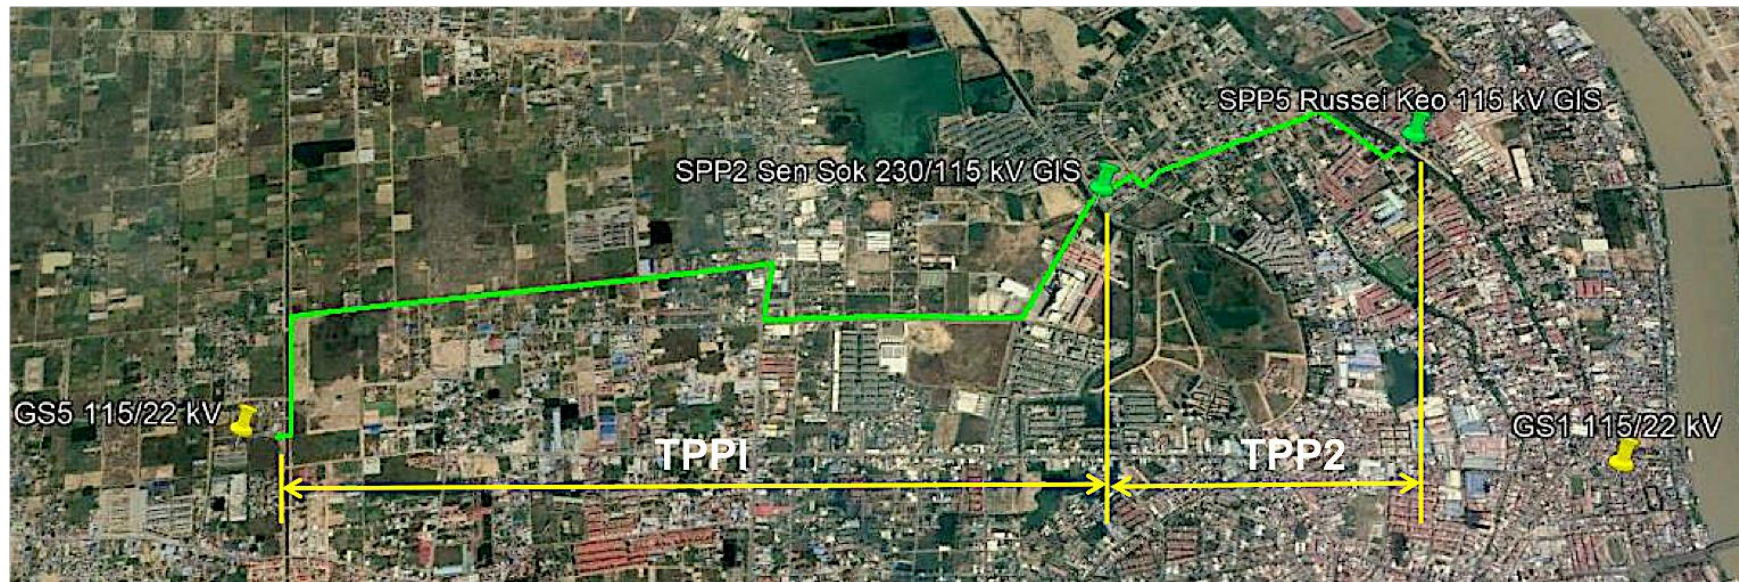 SPP5 Russei Keo 115 kV GIS
SPP2 Sen Sok 230/115 kV GIS
GS5 115/22 kV
GS1 115/22 kV
TPPI
TPP2